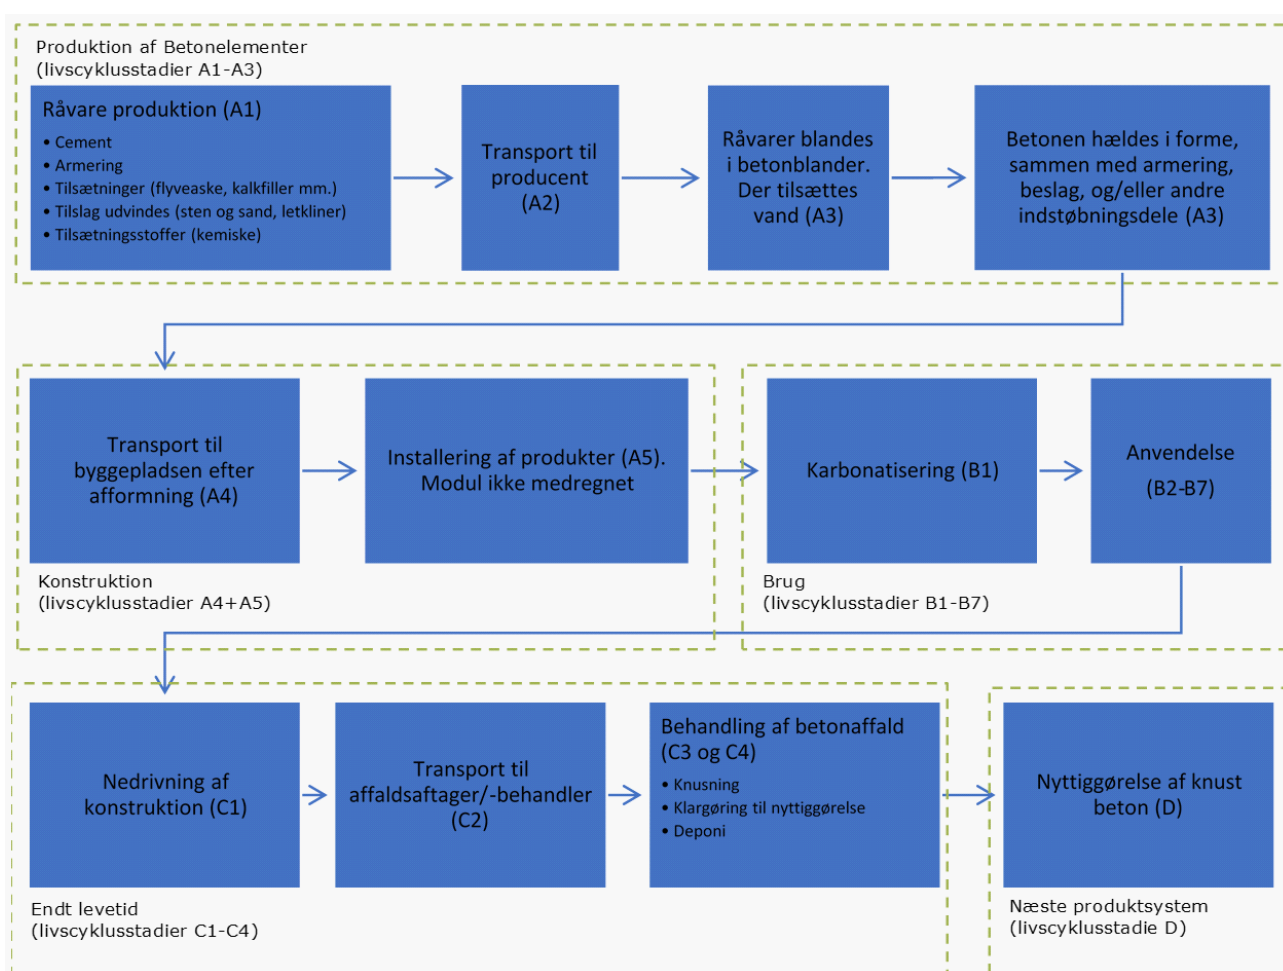 Produktion af Betonelementer
(livscyklusstadier A1-A3)
Råvare produktion (A1)
• Cement
• Armering
• Tilsætninger (flyveaske, kalkfiller mm.)
• Tilslag udvindes (sten og sand, letkliner)
• Tilsætningsstoffer (kemiske)
Transport til
producent
(A2)
Råvarer blandes
i betonblander.
Der tilsættes
vand (A3)
Betonen hældes i forme,
sammen med armering,
beslag, og/eller andre
indstøbningsdele (A3)
Transport til
byggepladsen efter
afformning (A4)
Installering af produkter (A5).
Modul ikke medregnet
Konstruktion
(livscyklusstadier A4+A5)
Karbonatisering (B1)
Anvendelse
(B2-B7)
Brug
(livscyklusstadier B1-B7)
Nedrivning af
konstruktion (C1)
Transport til
affaldsaftager/-behandler
(C2)
Behandling af betonaffald
(C3 og C4)
• Knusning
• Klargøring til nyttiggørelse
• Deponi
Endt levetid
(livscyklusstadier C1-C4)
Nyttiggørelse af knust
beton (D)
Næste produktsystem
(livscyklusstadie D)